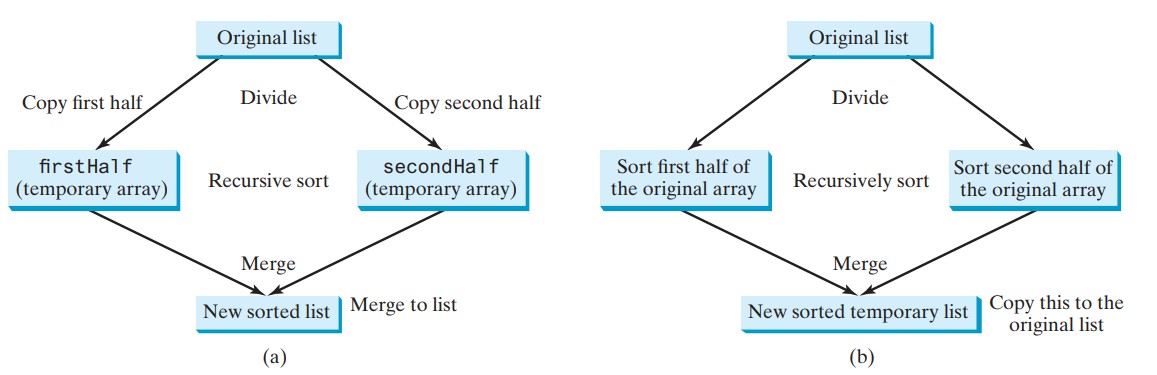 Original list
Copy first half
Divide
Copy second half
firstHalf
(temporary array)
Recursive sort
secondHalf
(temporary array)
Merge
New sorted list
Merge to list
(a)
Original list
Divide
Sort first half of
the original array
Recursively sort
Sort second half of
the original array
Merge
New sorted temporary list
Copy this to the
original list
(b)